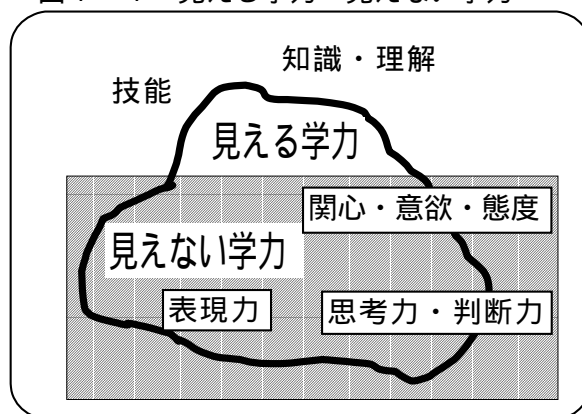 知識・理解
技能
見える学力
関心・意欲・態度
見えない学力
表現力
思考力・判断力